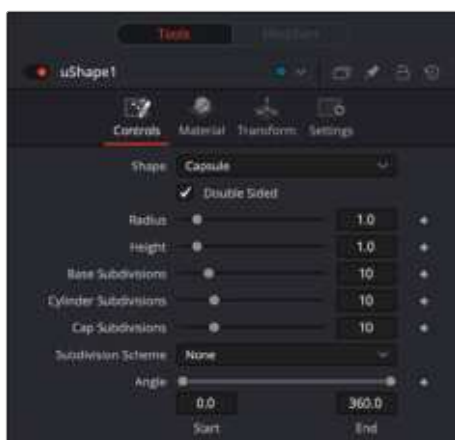 Tools Modifiers
uShape1
Controls Material Transform Settings
Shape Capsule
Double Sided
Radius 1.0
Height 1.0
Base Subdivisions 10
Cylinder Subdivisions 10
Cap Subdivisions 10
Subdivision Scheme None
Angle
0.0 360.0
Start End